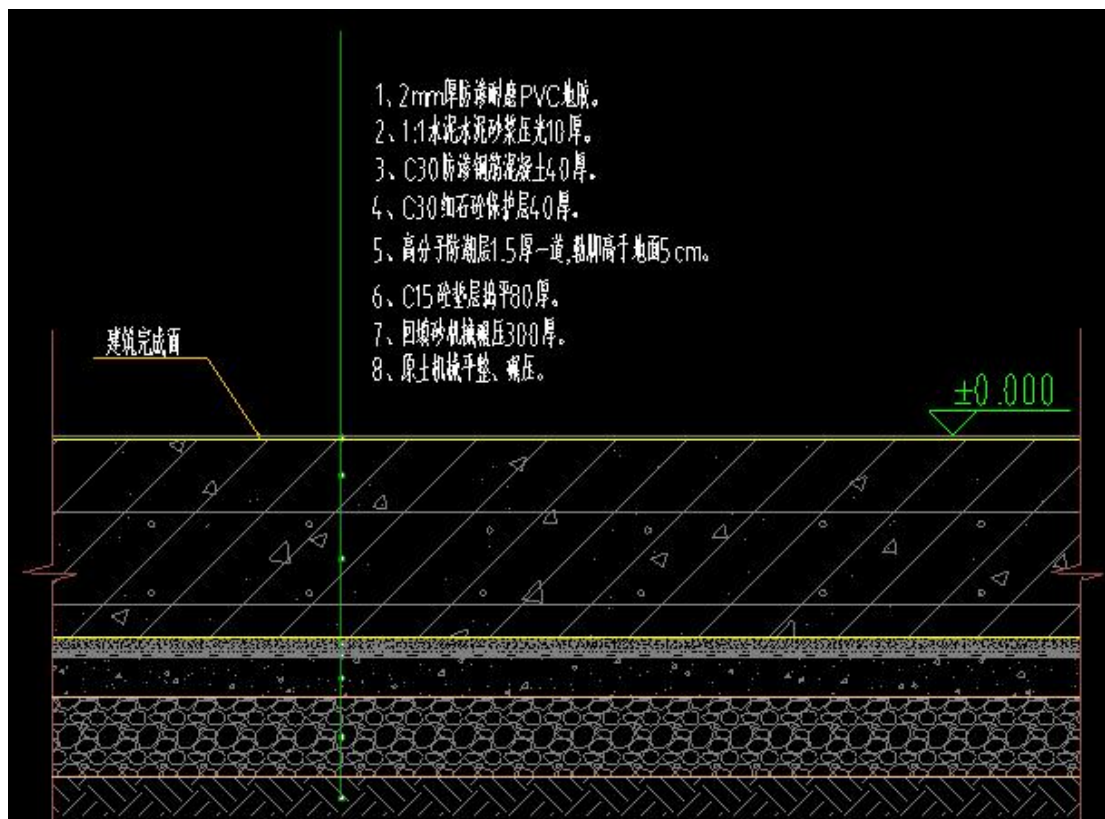 1、2mm厚防渗耐磨PVC地胶。
2、1:1水泥水泥砂浆压光10厚。
3、C30防渗钢筋混凝土40厚。
4、C30细石砼保护层40厚。
5、高分子防潮层1.5厚一道,踢脚高于地面5cm。
6、C15砼垫层捣平80厚。
7、回填砂机械碾压300厚。
8、原土机械平整、碾压。
建筑完成面
±0.000